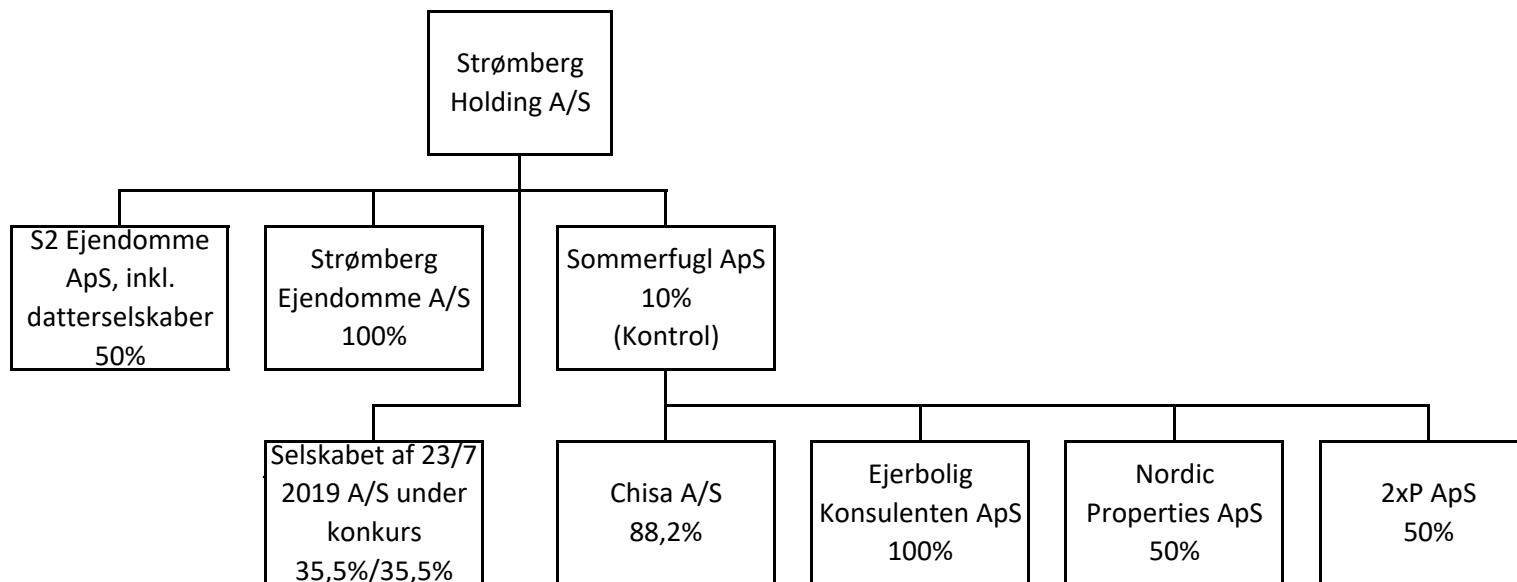 Strømberg
Holding A/S
S2 Ejendomme
ApS, inkl.
datterselskaber
50%
Strømberg
Ejendomme A/S
100%
Sommerfugl ApS
10%
(Kontrol)
Selskabet af 23/7
2019 A/S under
konkurs
35,5%/35,5%
Chisa A/S
88,2%
Ejerbolig
Konsulenten ApS
100%
Nordic
Properties ApS
50%
2xP ApS
50%